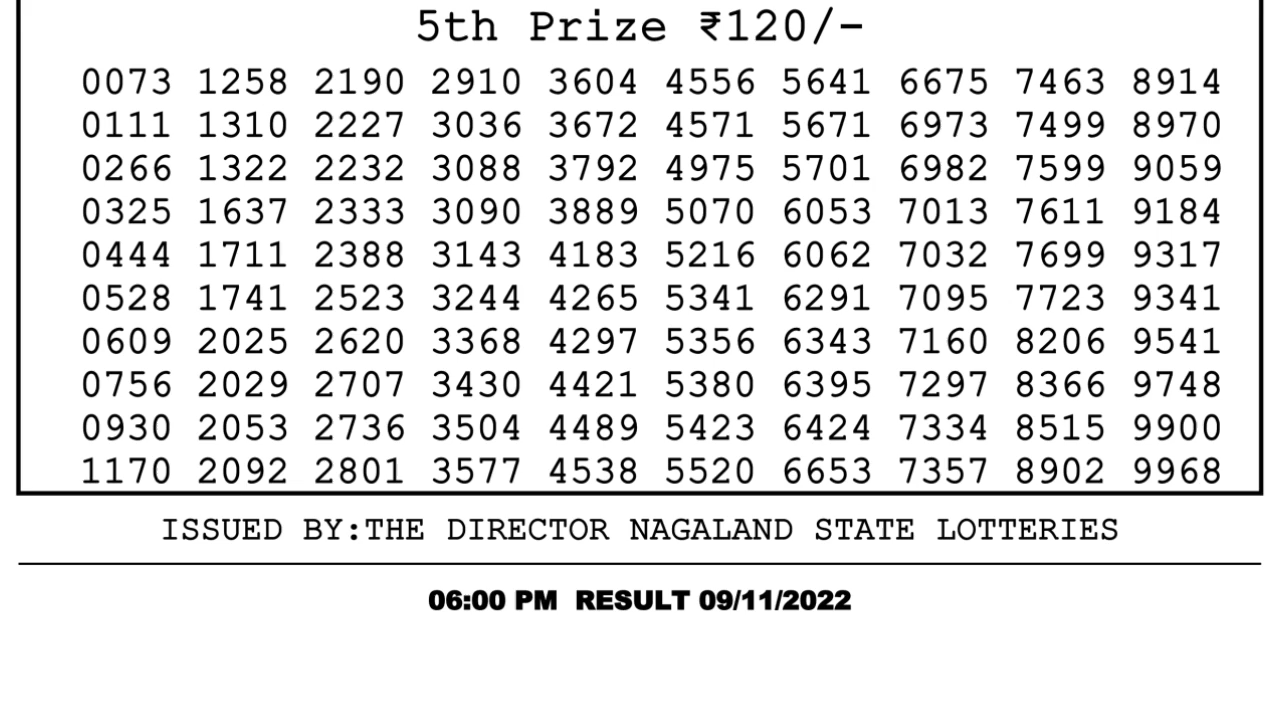 5th Prize ₹120/-
0073 1258 2190 2910 3604 4556 5641 6675 7463 8914
0111 1310 2227 3036 3672 4571 5671 6973 7499 8970
0266 1322 2232 3088 3792 4975 5701 6982 7599 9059
0325 1637 2333 3090 3889 5070 6053 7013 7611 9184
0444 1711 2388 3143 4183 5216 6062 7032 7699 9317
0528 1741 2523 3244 4265 5341 6291 7095 7723 9341
0609 2025 2620 3368 4297 5356 6343 7160 8206 9541
0756 2029 2707 3430 4421 5380 6395 7297 8366 9748
0930 2053 2736 3504 4489 5423 6424 7334 8515 9900
1170 2092 2801 3577 4538 5520 6653 7357 8902 9968
ISSUED BY:THE DIRECTOR NAGALAND STATE LOTTERIES
06:00 PM RESULT 09/11/2022